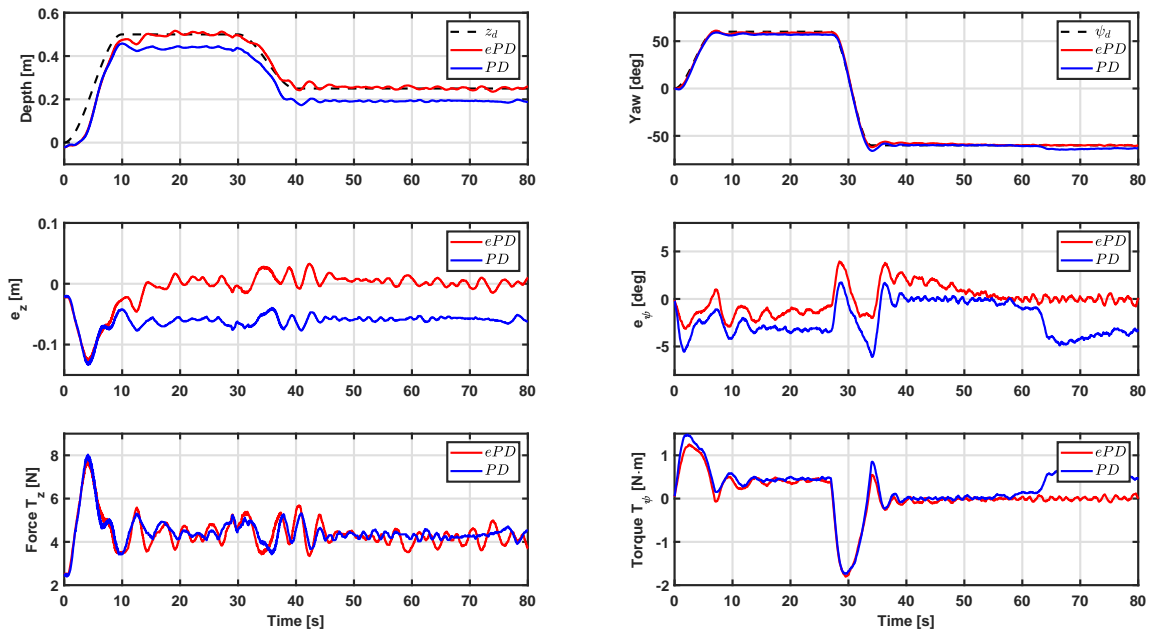 Depth [m]
0.6
0.4
0.2
0
z_d
ePD
PD
0 10 20 30 40 50 60 70 80
Yaw [deg]
50
0
-50
ψ_d
ePD
PD
0 10 20 30 40 50 60 70 80
e_z [m]
0.1
0
-0.1
ePD
PD
0 10 20 30 40 50 60 70 80
e_ψ [deg]
5
0
-5
ePD
PD
0 10 20 30 40 50 60 70 80
Force T_z [N]
8
6
4
2
ePD
PD
0 10 20 30 40 50 60 70 80
Time [s]
Torque T_ψ [N·m]
1
0
-1
-2
ePD
PD
0 10 20 30 40 50 60 70 80
Time [s]